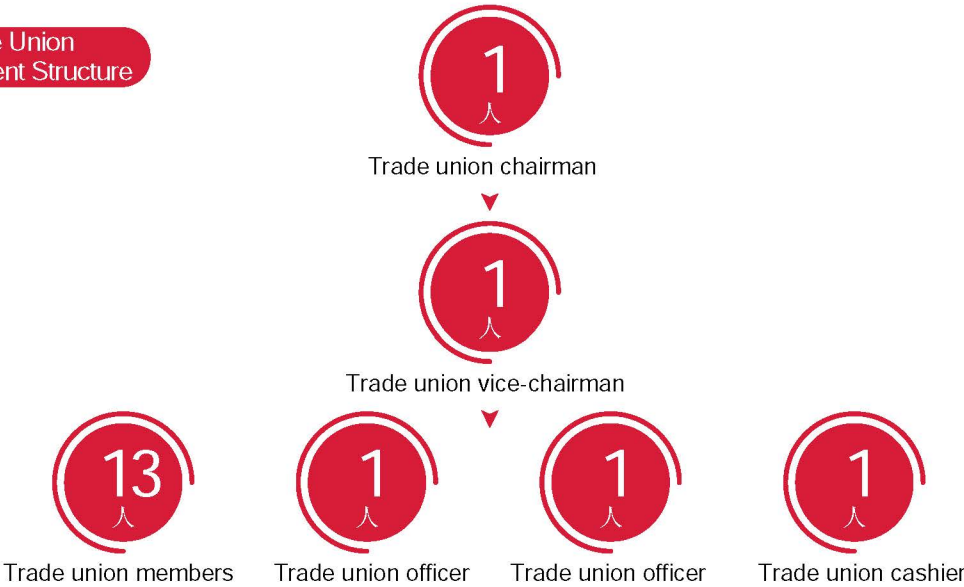 Union
Structure
1
人
Trade union chairman
1
人
Trade union vice-chairman
13
人
1
人
1
人
1
人
Trade union members
Trade union officer
Trade union officer
Trade union cashier